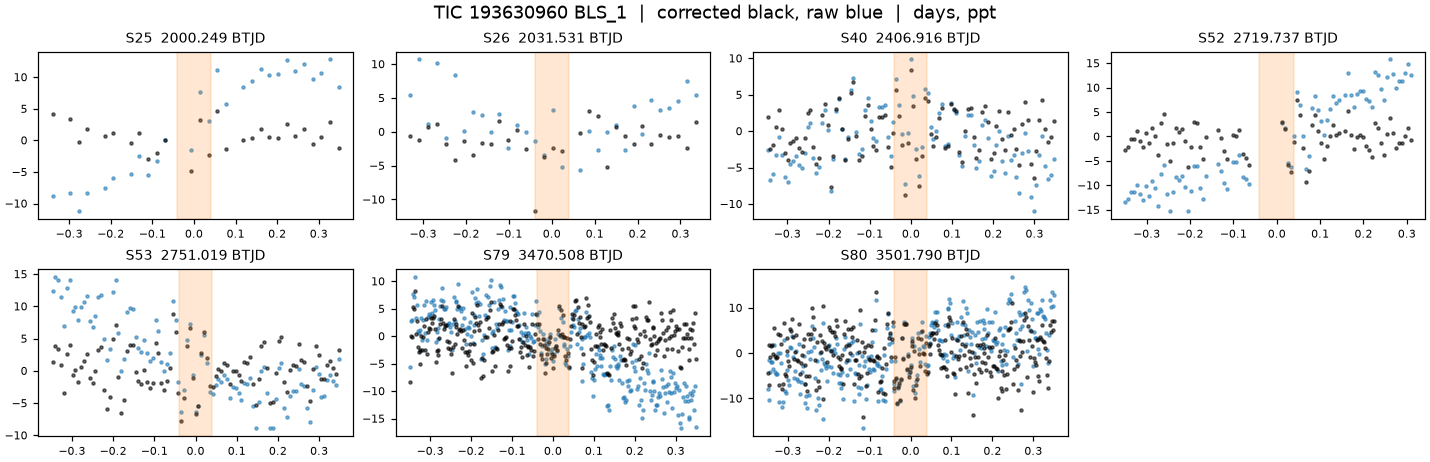 TIC 193630960 BLS_1 | corrected black, raw blue | days, ppt
S25 2000.249 BTJD
S26 2031.531 BTJD
S40 2406.916 BTJD
S52 2719.737 BTJD
10
5
0
−5
−10
−0.3 −0.2 −0.1 0.0 0.1 0.2 0.3
10
5
0
−5
−10
−0.3 −0.2 −0.1 0.0 0.1 0.2 0.3
10
5
0
−5
−10
−0.3 −0.2 −0.1 0.0 0.1 0.2 0.3
15
10
5
0
−5
−10
−15
−0.3 −0.2 −0.1 0.0 0.1 0.2 0.3
S53 2751.019 BTJD
S79 3470.508 BTJD
S80 3501.790 BTJD
15
10
5
0
−5
−10
−0.3 −0.2 −0.1 0.0 0.1 0.2 0.3
10
5
0
−5
−10
−15
−0.3 −0.2 −0.1 0.0 0.1 0.2 0.3
10
0
−10
−0.3 −0.2 −0.1 0.0 0.1 0.2 0.3